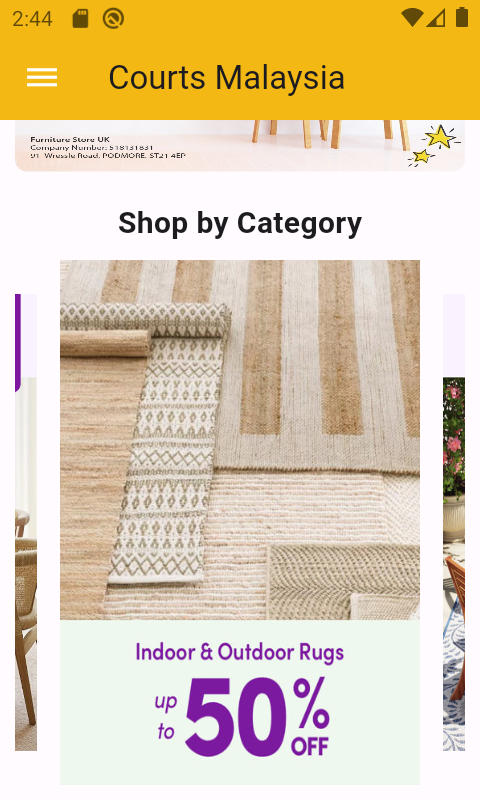 2:44
Courts Malaysia
Furniture Store UK
Company Number: 518131831
91 Wressle Road, PODMORE, ST21 4EP
Shop by Category
Indoor & Outdoor Rugs
up to 50% OFF